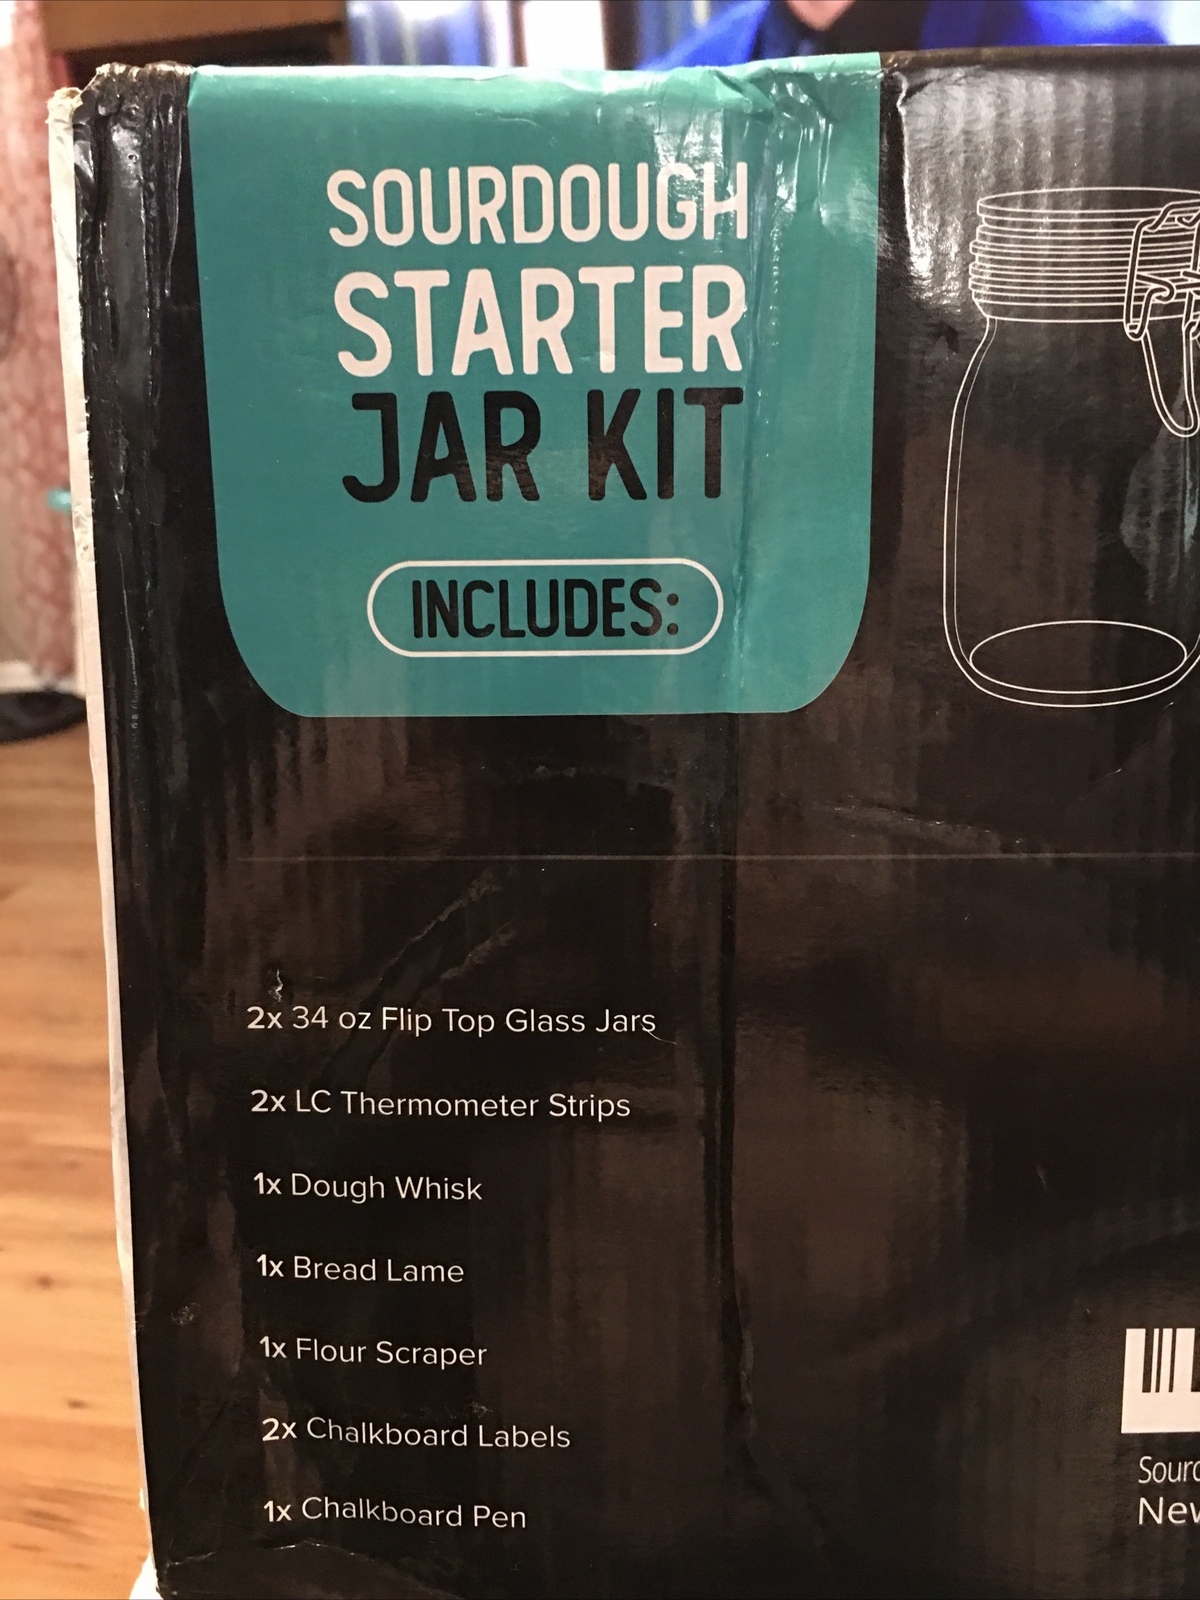 SOURDOUGH
STARTER
JAR KIT
INCLUDES:
2x 34 oz Flip Top Glass Jars
2x LC Thermometer Strips
1x Dough Whisk
1x Bread Lame
1x Flour Scraper
2x Chalkboard Labels
1x Chalkboard Pen